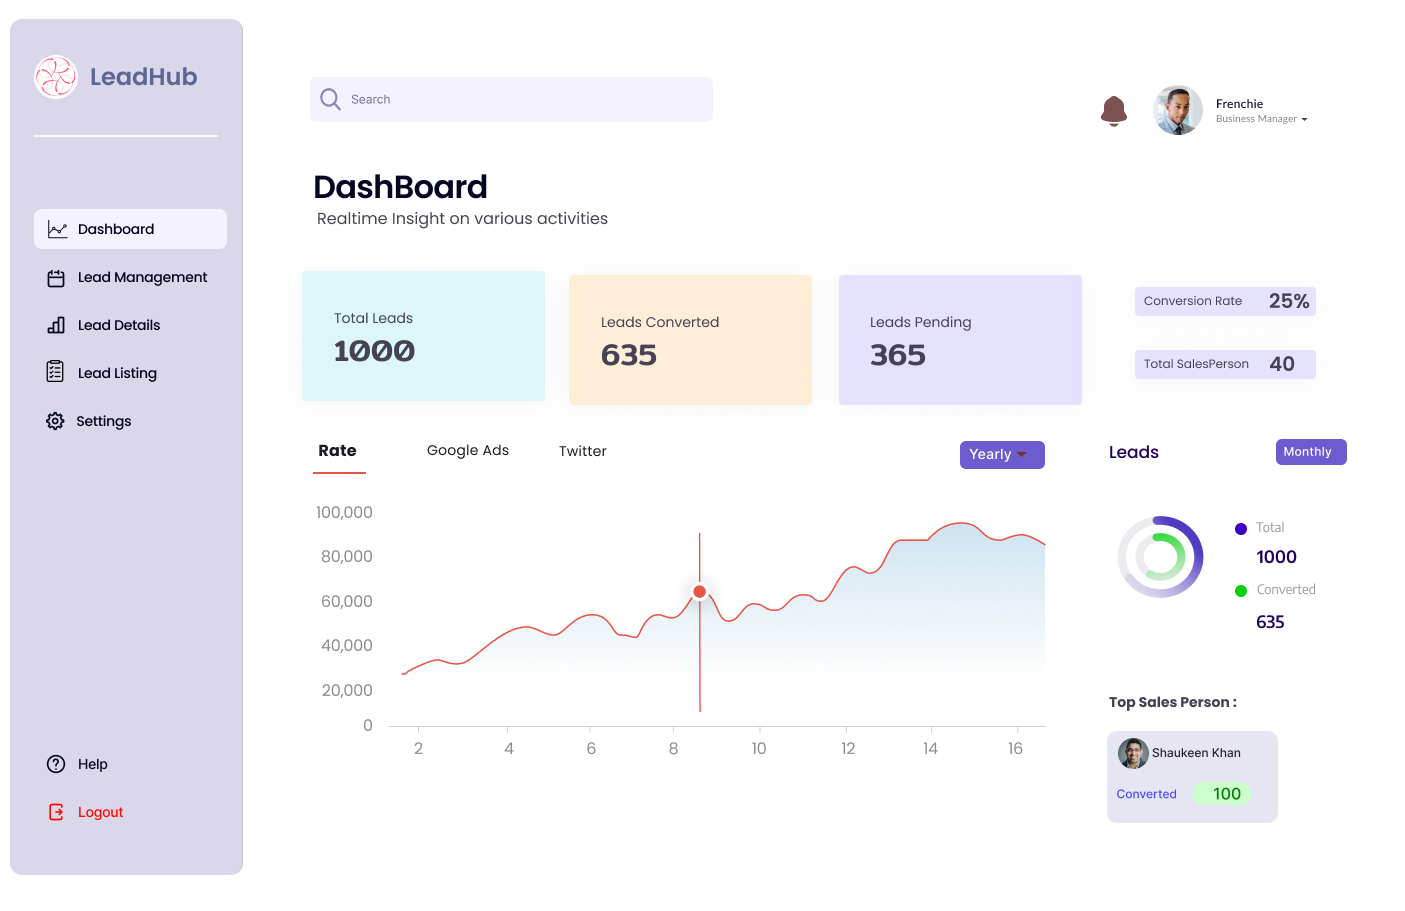 LeadHub
Dashboard
Lead Management
Lead Details
Lead Listing
Settings
Help
Logout
Search
Frenchie
Business Manager
DashBoard
Realtime Insight on various activities
Total Leads
1000
Leads Converted
635
Leads Pending
365
Conversion Rate 25%
Total SalesPerson 40
Rate Google Ads Twitter Yearly
100,000
80,000
60,000
40,000
20,000
0
2 4 6 8 10 12 14 16
Leads Monthly
Total
1000
Converted
635
Top Sales Person :
Shaukeen Khan
Converted 100